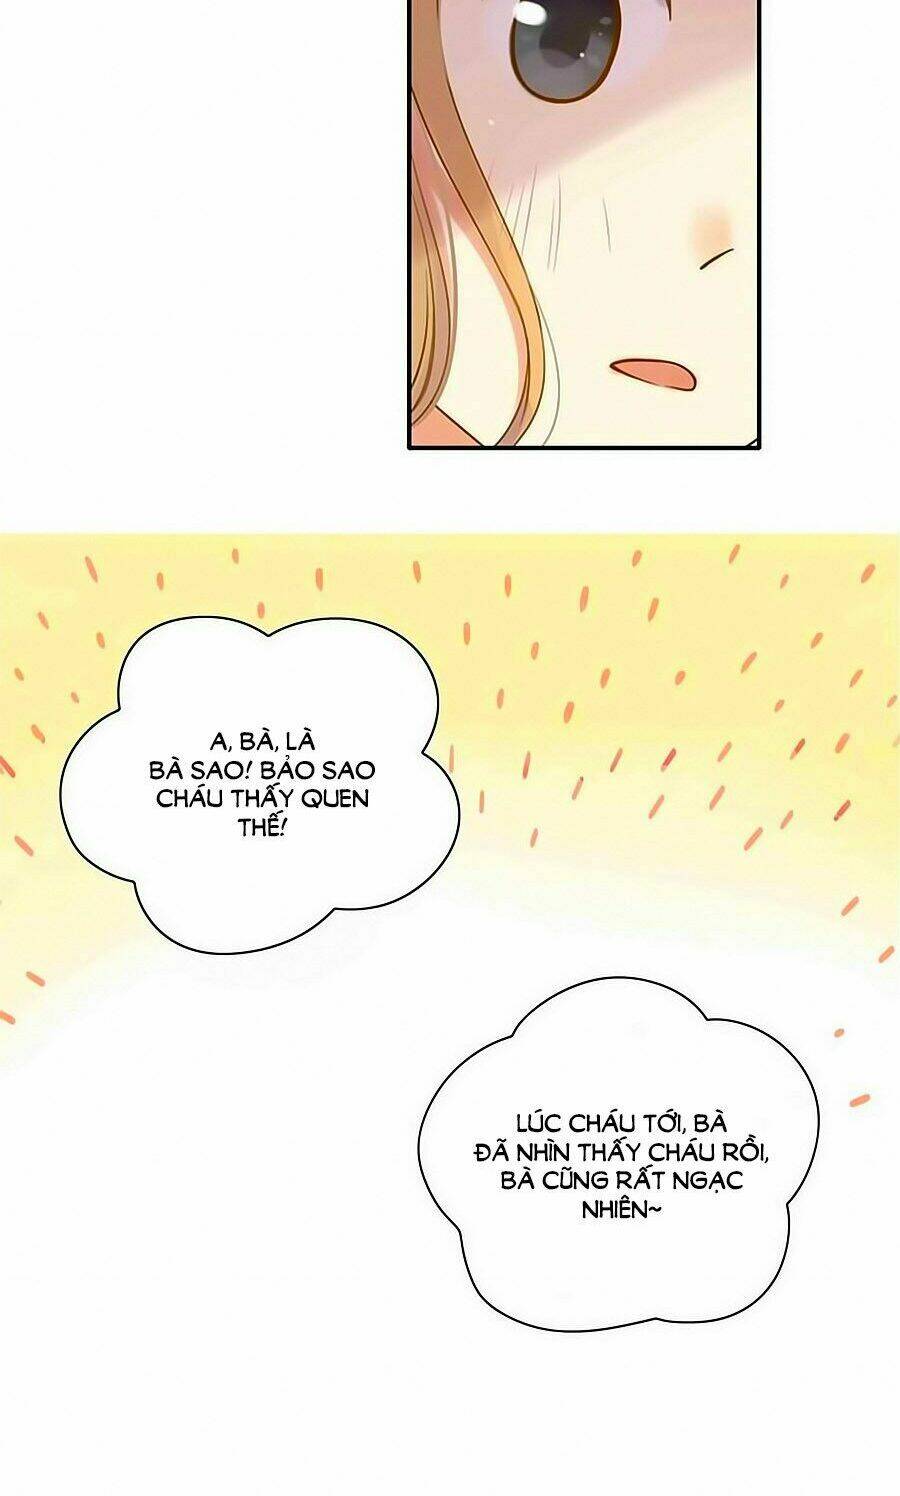 A, BÀ, LÀ
BÀ SAO! BẢO SAO
CHÁU THẤY QUEN
THẾ!
LÚC CHÁU TỚI, BÀ
ĐÃ NHÌN THẤY CHÁU RỒI,
BÀ CŨNG RẤT NGẠC
NHIÊN~